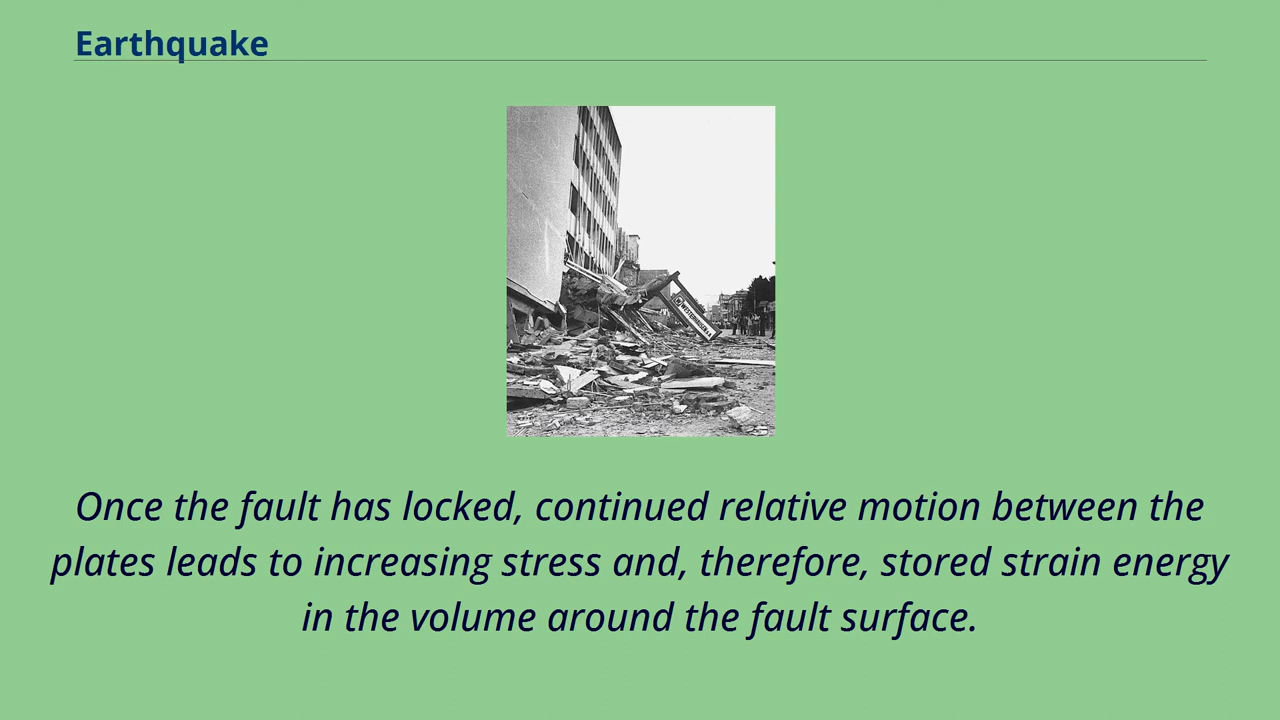 Earthquake
Once the fault has locked, continued relative motion between the
plates leads to increasing stress and, therefore, stored strain energy
in the volume around the fault surface.